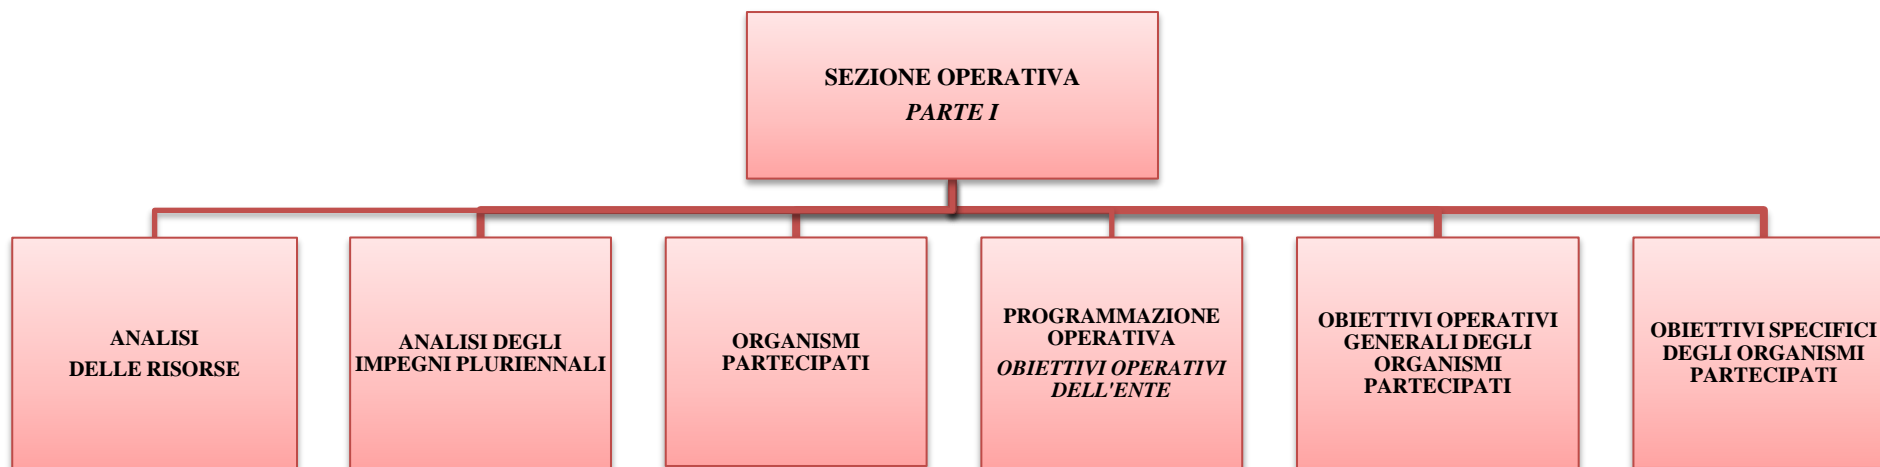 SEZIONE OPERATIVA
PARTE I
ANALISI
DELLE RISORSE
ANALISI DEGLI
IMPEGNI PLURIENNALI
ORGANISMI
PARTECIPATI
PROGRAMMAZIONE
OPERATIVA
OBIETTIVI OPERATIVI
DELL'ENTE
OBIETTIVI OPERATIVI
GENERALI DEGLI
ORGANISMI
PARTECIPATI
OBIETTIVI SPECIFICI
DEGLI ORGANISMI
PARTECIPATI